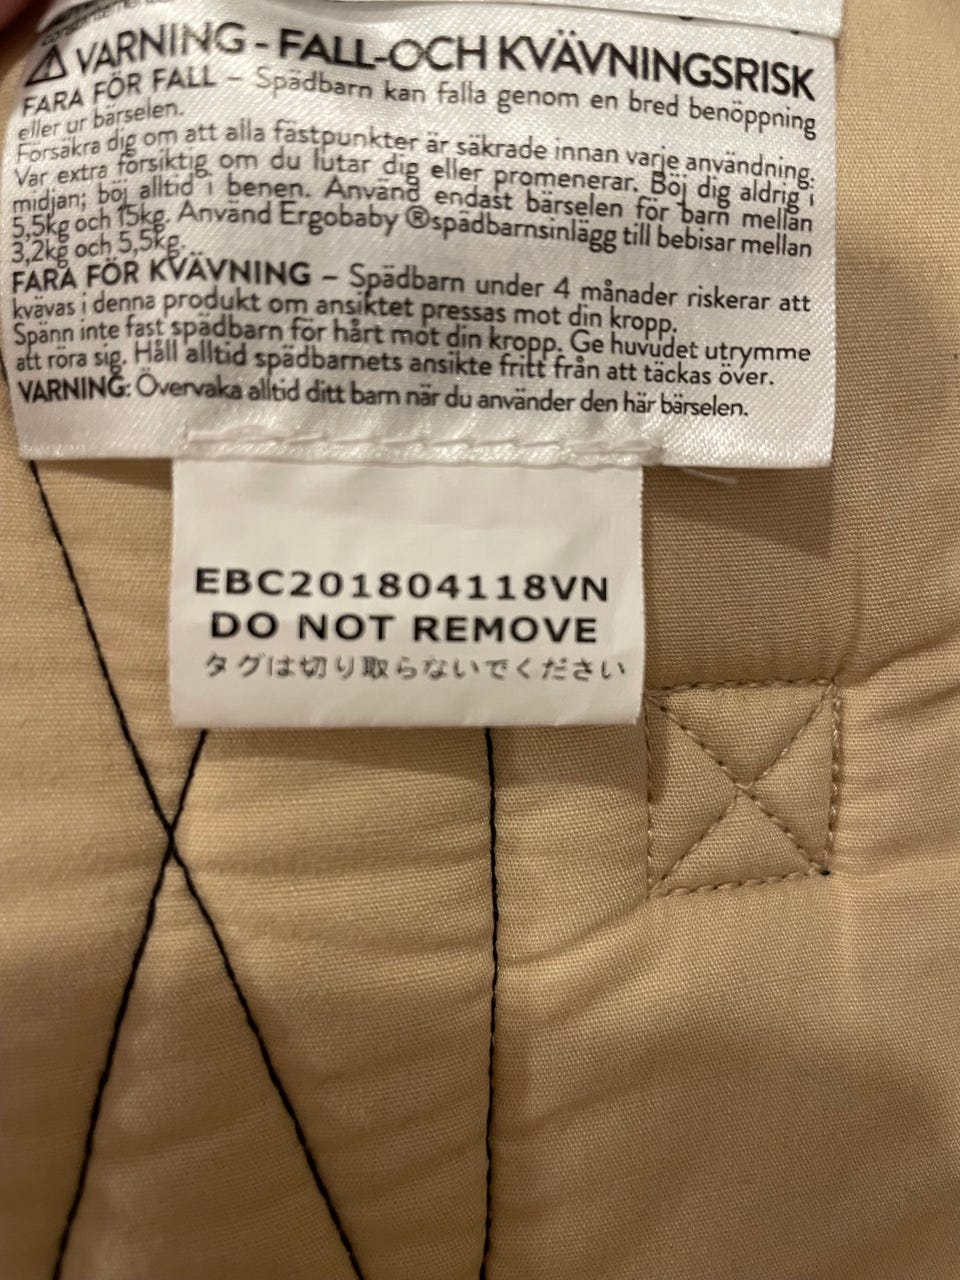 ⚠ VARNING - FALL-OCH KVÄVNINGSRISK
FARA FÖR FALL – Spädbarn kan falla genom en bred benöppning
eller ur bärselen.
Försäkra dig om att alla fästpunkter är säkrade innan varje användning.
Var extra försiktig om du lutar dig eller promenerar. Böj dig aldrig i
midjan; böj alltid i benen. Använd endast bärselen för barn mellan
5,5kg och 15kg. Använd Ergobaby ®spädbarnsinlägg till bebisar mellan
3,2kg och 5,5kg.
FARA FÖR KVÄVNING – Spädbarn under 4 månader riskerar att
kvävas i denna produkt om ansiktet pressas mot din kropp.
Spänn inte fast spädbarn för hårt mot din kropp. Ge huvudet utrymme
att röra sig. Håll alltid spädbarnets ansikte fritt från att täckas över.
VARNING: Övervaka alltid ditt barn när du använder den här bärselen.
EBC201804118VN
DO NOT REMOVE
タグは切り取らないでください